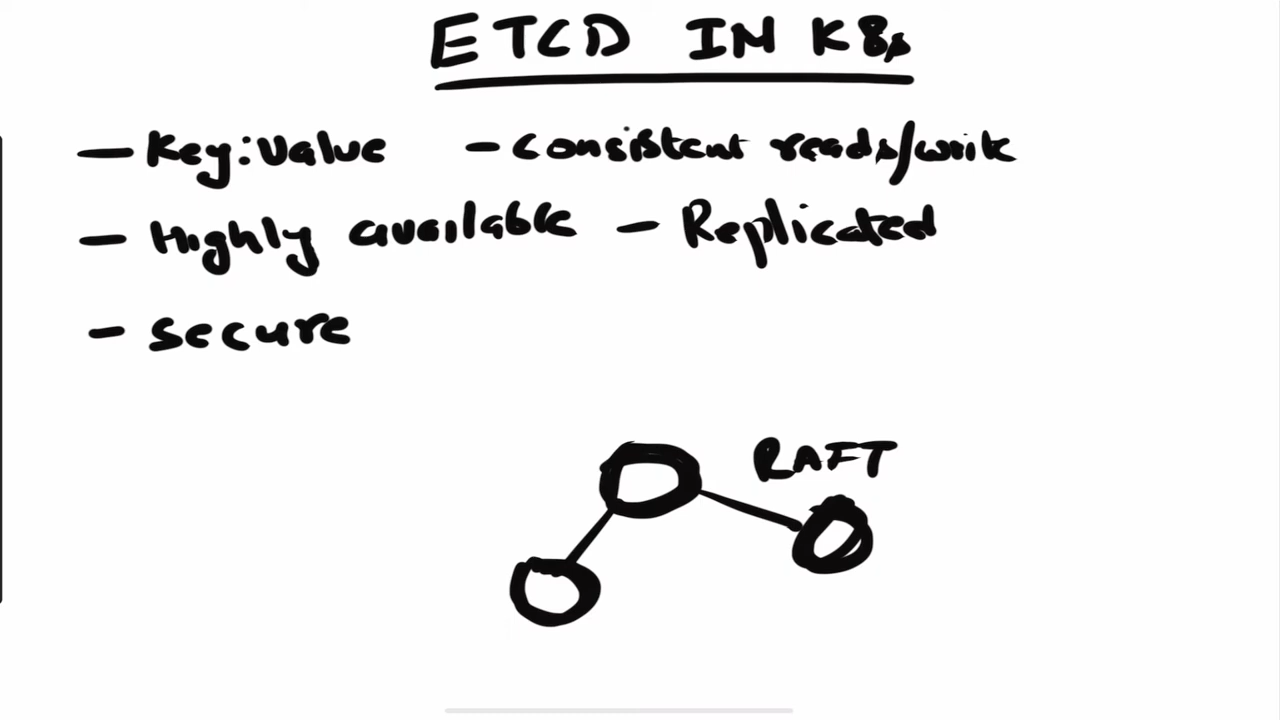 ETCD IN K8s
- Key:Value - Consistent reads/write
- Highly available - Replicated
- Secure
RAFT